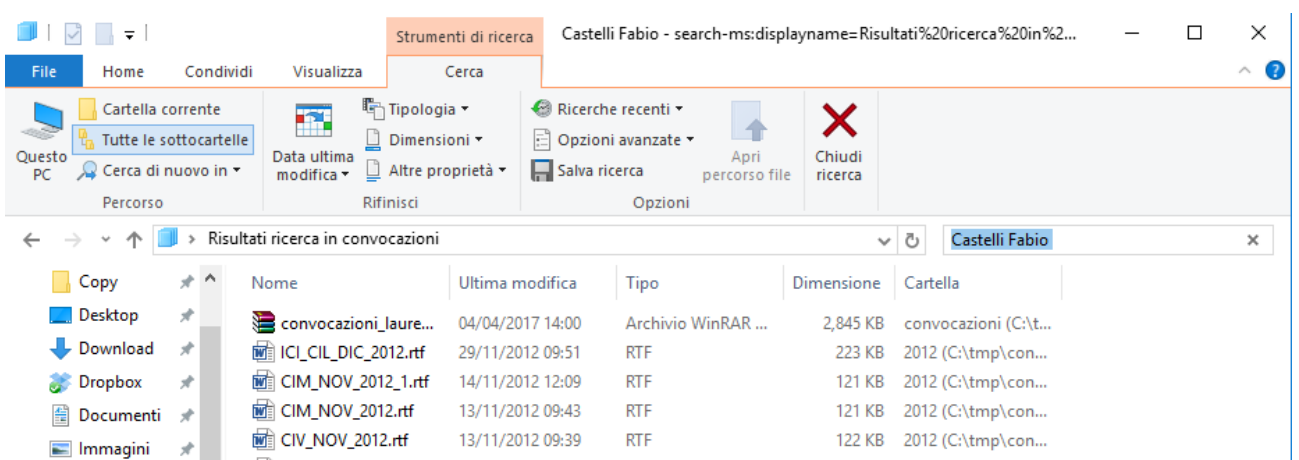 Strumenti di ricerca Castelli Fabio - search-ms:displayname=Risultati%20ricerca%20in%2...
File Home Condividi Visualizza Cerca
Cartella corrente Tipologia Ricerche recenti
Tutte le sottocartelle Dimensioni Opzioni avanzate
Questo PC Cerca di nuovo in Data ultima modifica Altre proprietà Salva ricerca Apri percorso file Chiudi ricerca
Percorso Rifinisci Opzioni
Risultati ricerca in convocazioni Castelli Fabio
Copy Nome Ultima modifica Tipo Dimensione Cartella
Desktop convocazioni_laure... 04/04/2017 14:00 Archivio WinRAR ... 2,845 KB convocazioni (C:\t...
Download ICI_CIL_DIC_2012.rtf 29/11/2012 09:51 RTF 223 KB 2012 (C:\tmp\con...
Dropbox CIM_NOV_2012_1.rtf 14/11/2012 12:09 RTF 121 KB 2012 (C:\tmp\con...
Documenti CIM_NOV_2012.rtf 13/11/2012 09:43 RTF 121 KB 2012 (C:\tmp\con...
Immagini CIV_NOV_2012.rtf 13/11/2012 09:39 RTF 122 KB 2012 (C:\tmp\con...